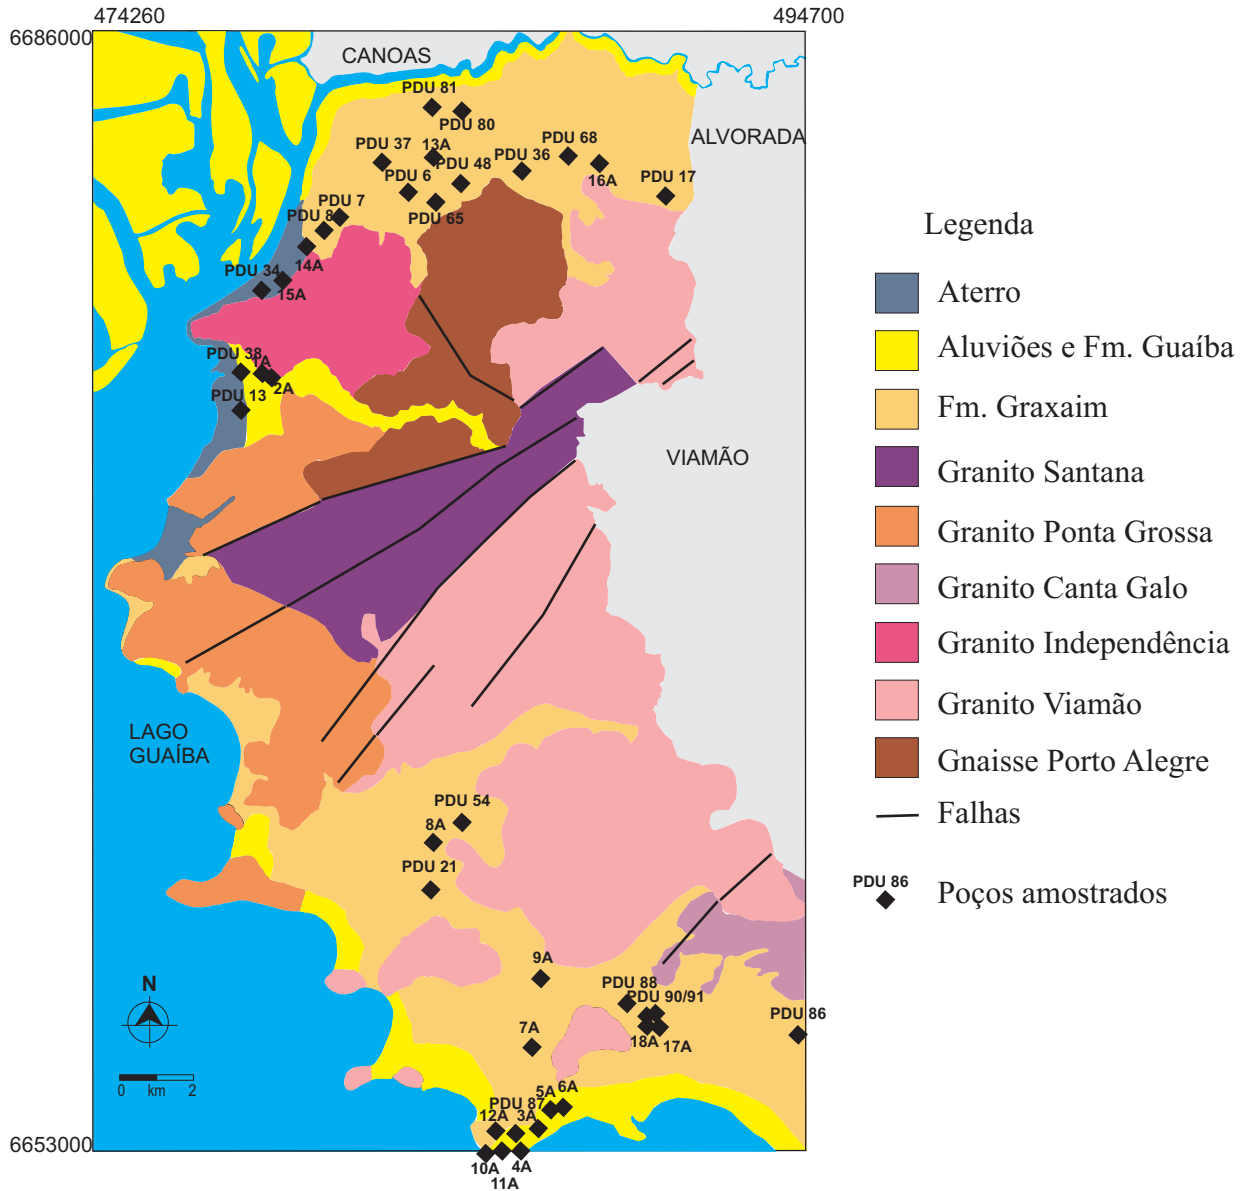 474260
494700
6686000
CANOAS
PDU 81
PDU 80
ALVORADA
PDU 37
13A
PDU 68
PDU 48
PDU 36
PDU 6
16A
PDU 17
PDU 7
PDU 65
PDU 8
14A
PDU 34
15A
PDU 38
1A
2A
PDU 13
VIAMÃO
LAGO
GUAÍBA
PDU 54
8A
PDU 21
9A
PDU 88
PDU 90/91
PDU 86
18A
17A
7A
5A
6A
PDU 87
12A
3A
10A
4A
11A
N
0
km
2
6653000
Legenda
Aterro
Aluviões e Fm. Guaíba
Fm. Graxaim
Granito Santana
Granito Ponta Grossa
Granito Canta Galo
Granito Independência
Granito Viamão
Gnaisse Porto Alegre
Falhas
PDU 86
Poços amostrados